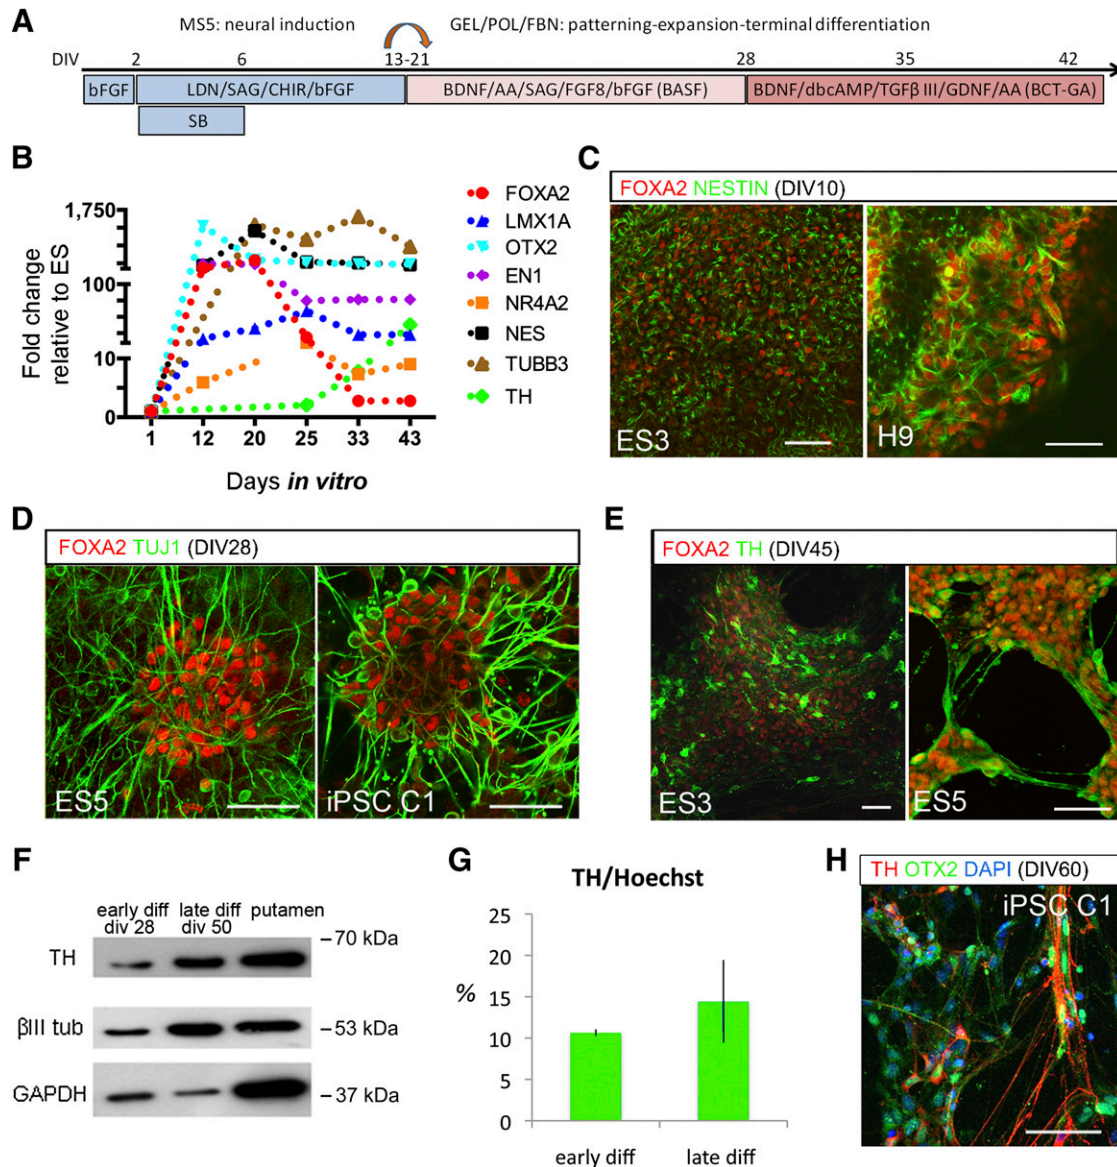 A
MS5: neural induction
GEL/POL/FBN: patterning-expansion-terminal differentiation
DIV 2 6 13-21 28 35 42
bFGF LDN/SAG/CHIR/bFGF BDNF/AA/SAG/FGF8/bFGF (BASF) BDNF/dbcAMP/TGFβ III/GDNF/AA (BCT-GA)
SB
B
Fold change
relative to ES
1,750
100
10
0
1 12 20 25 33 43
Days in vitro
FOXA2
LMX1A
OTX2
EN1
NR4A2
NES
TUBB3
TH
C
FOXA2 NESTIN (DIV10)
ES3
H9
D
FOXA2 TUJ1 (DIV28)
ES5
iPSC C1
E
FOXA2 TH (DIV45)
ES3
ES5
F
early diff late diff putamen
div 28 div 50
TH
–70 kDa
βIII tub
–53 kDa
GAPDH
–37 kDa
G
TH/Hoechst
%
25
20
15
10
5
0
early diff late diff
H
TH OTX2 DAPI (DIV60)
iPSC C1